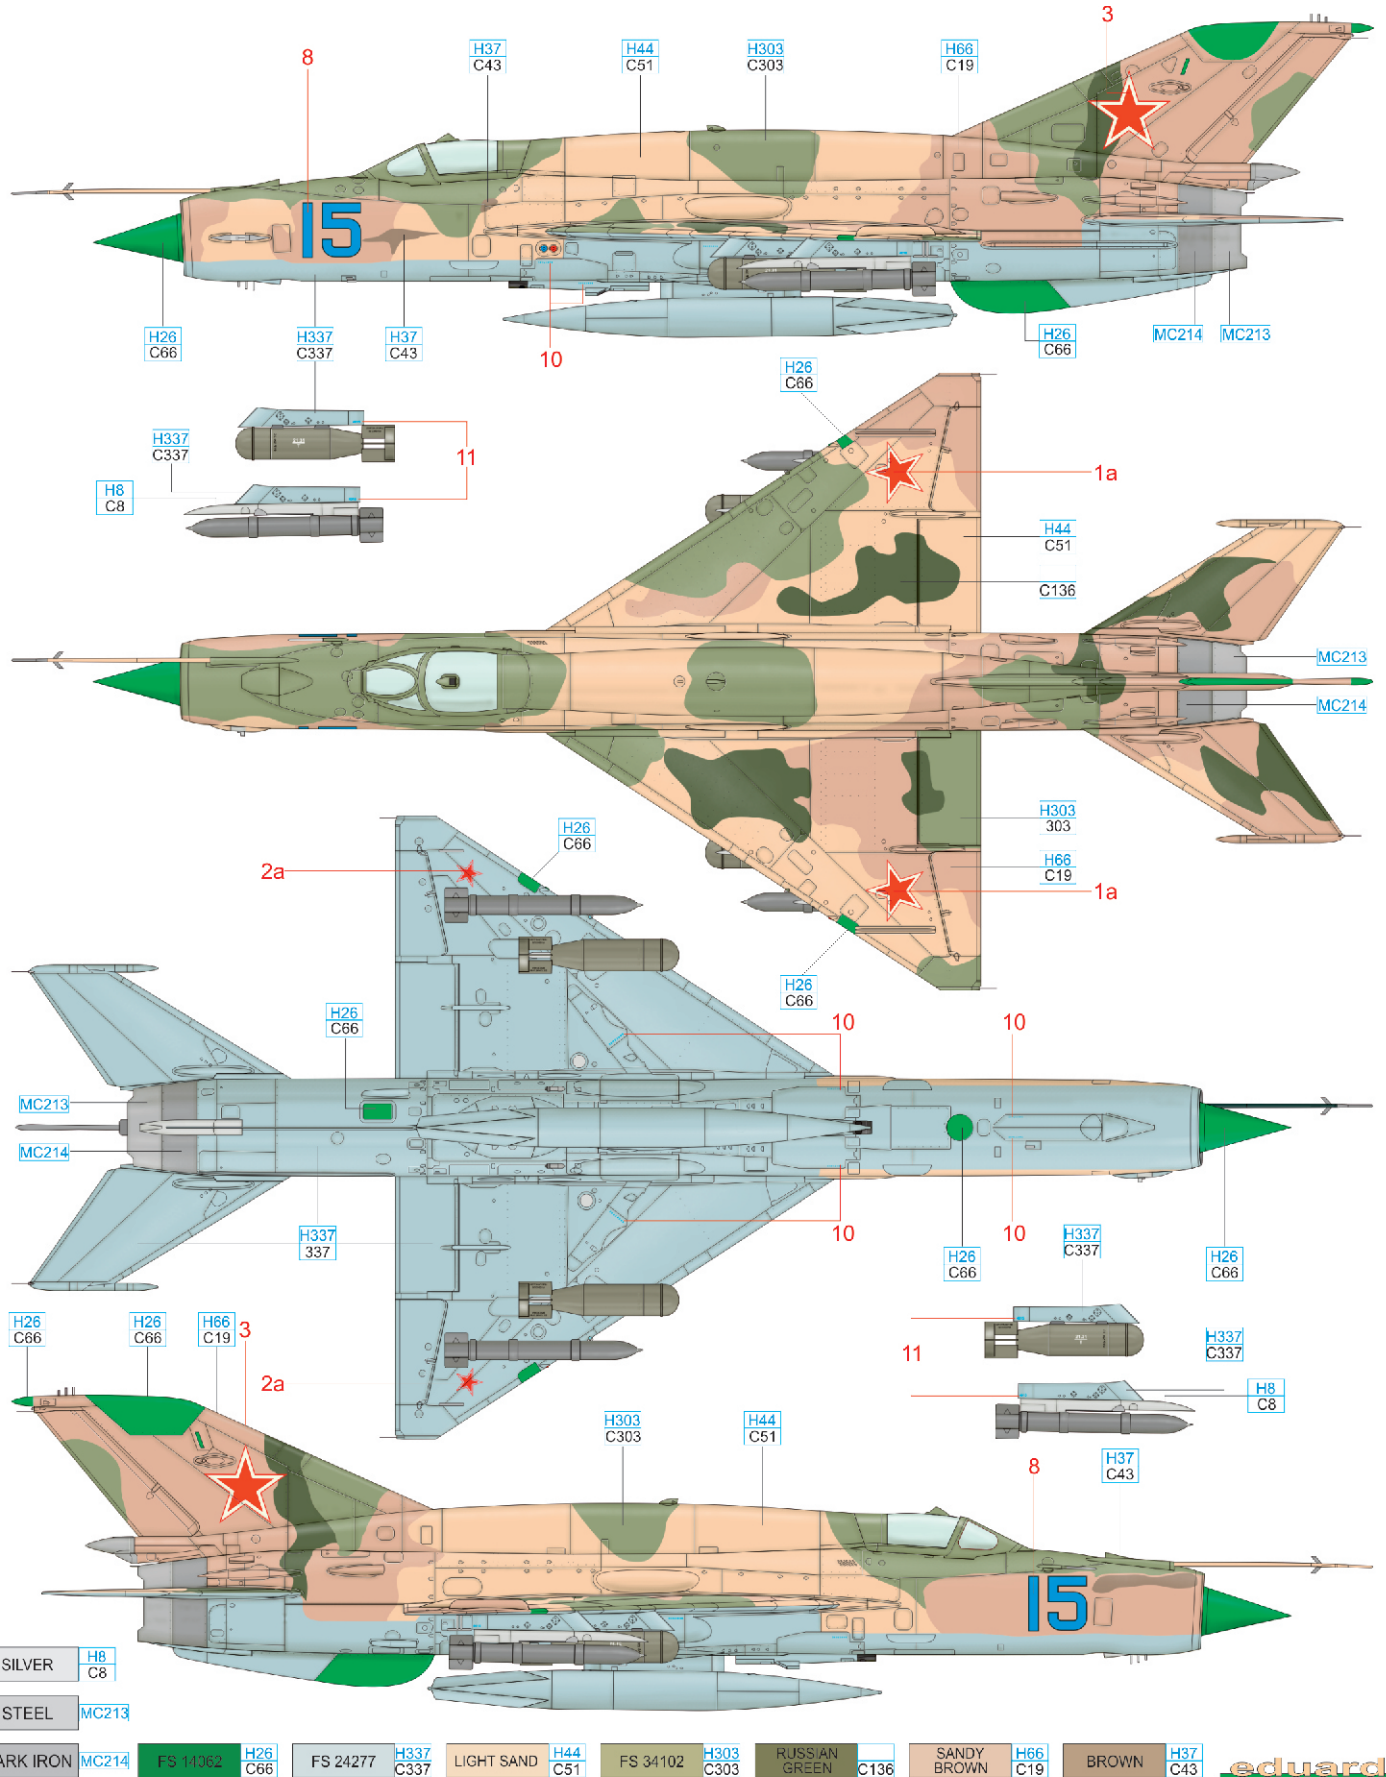 3
8
H37
C43
H44
C51
H303
C303
H66
C19
15
H26
C66
H337
C337
H37
C43
10
H26
C66
MC214
MC213
H26
C66
H337
C337
11
H8
C8
1a
H44
C51
C136
MC213
MC214
H303
303
H66
C19
1a
H26
C66
2a
H26
C66
H26
C66
10
10
MC213
MC214
H337
337
10
10
H26
C66
H337
C337
H26
C66
H26
C66
H26
C66
H66
C19
3
2a
11
H337
C337
H8
C8
H303
C303
H44
C51
8
H37
C43
15
SILVER
H8
C8
STEEL
MC213
ARK IRON
MC214
FS 14062
H26
C66
FS 24277
H337
C337
LIGHT SAND
H44
C51
FS 34102
H303
C303
RUSSIAN
GREEN
C136
SANDY
BROWN
H66
C19
BROWN
H37
C43
eduard